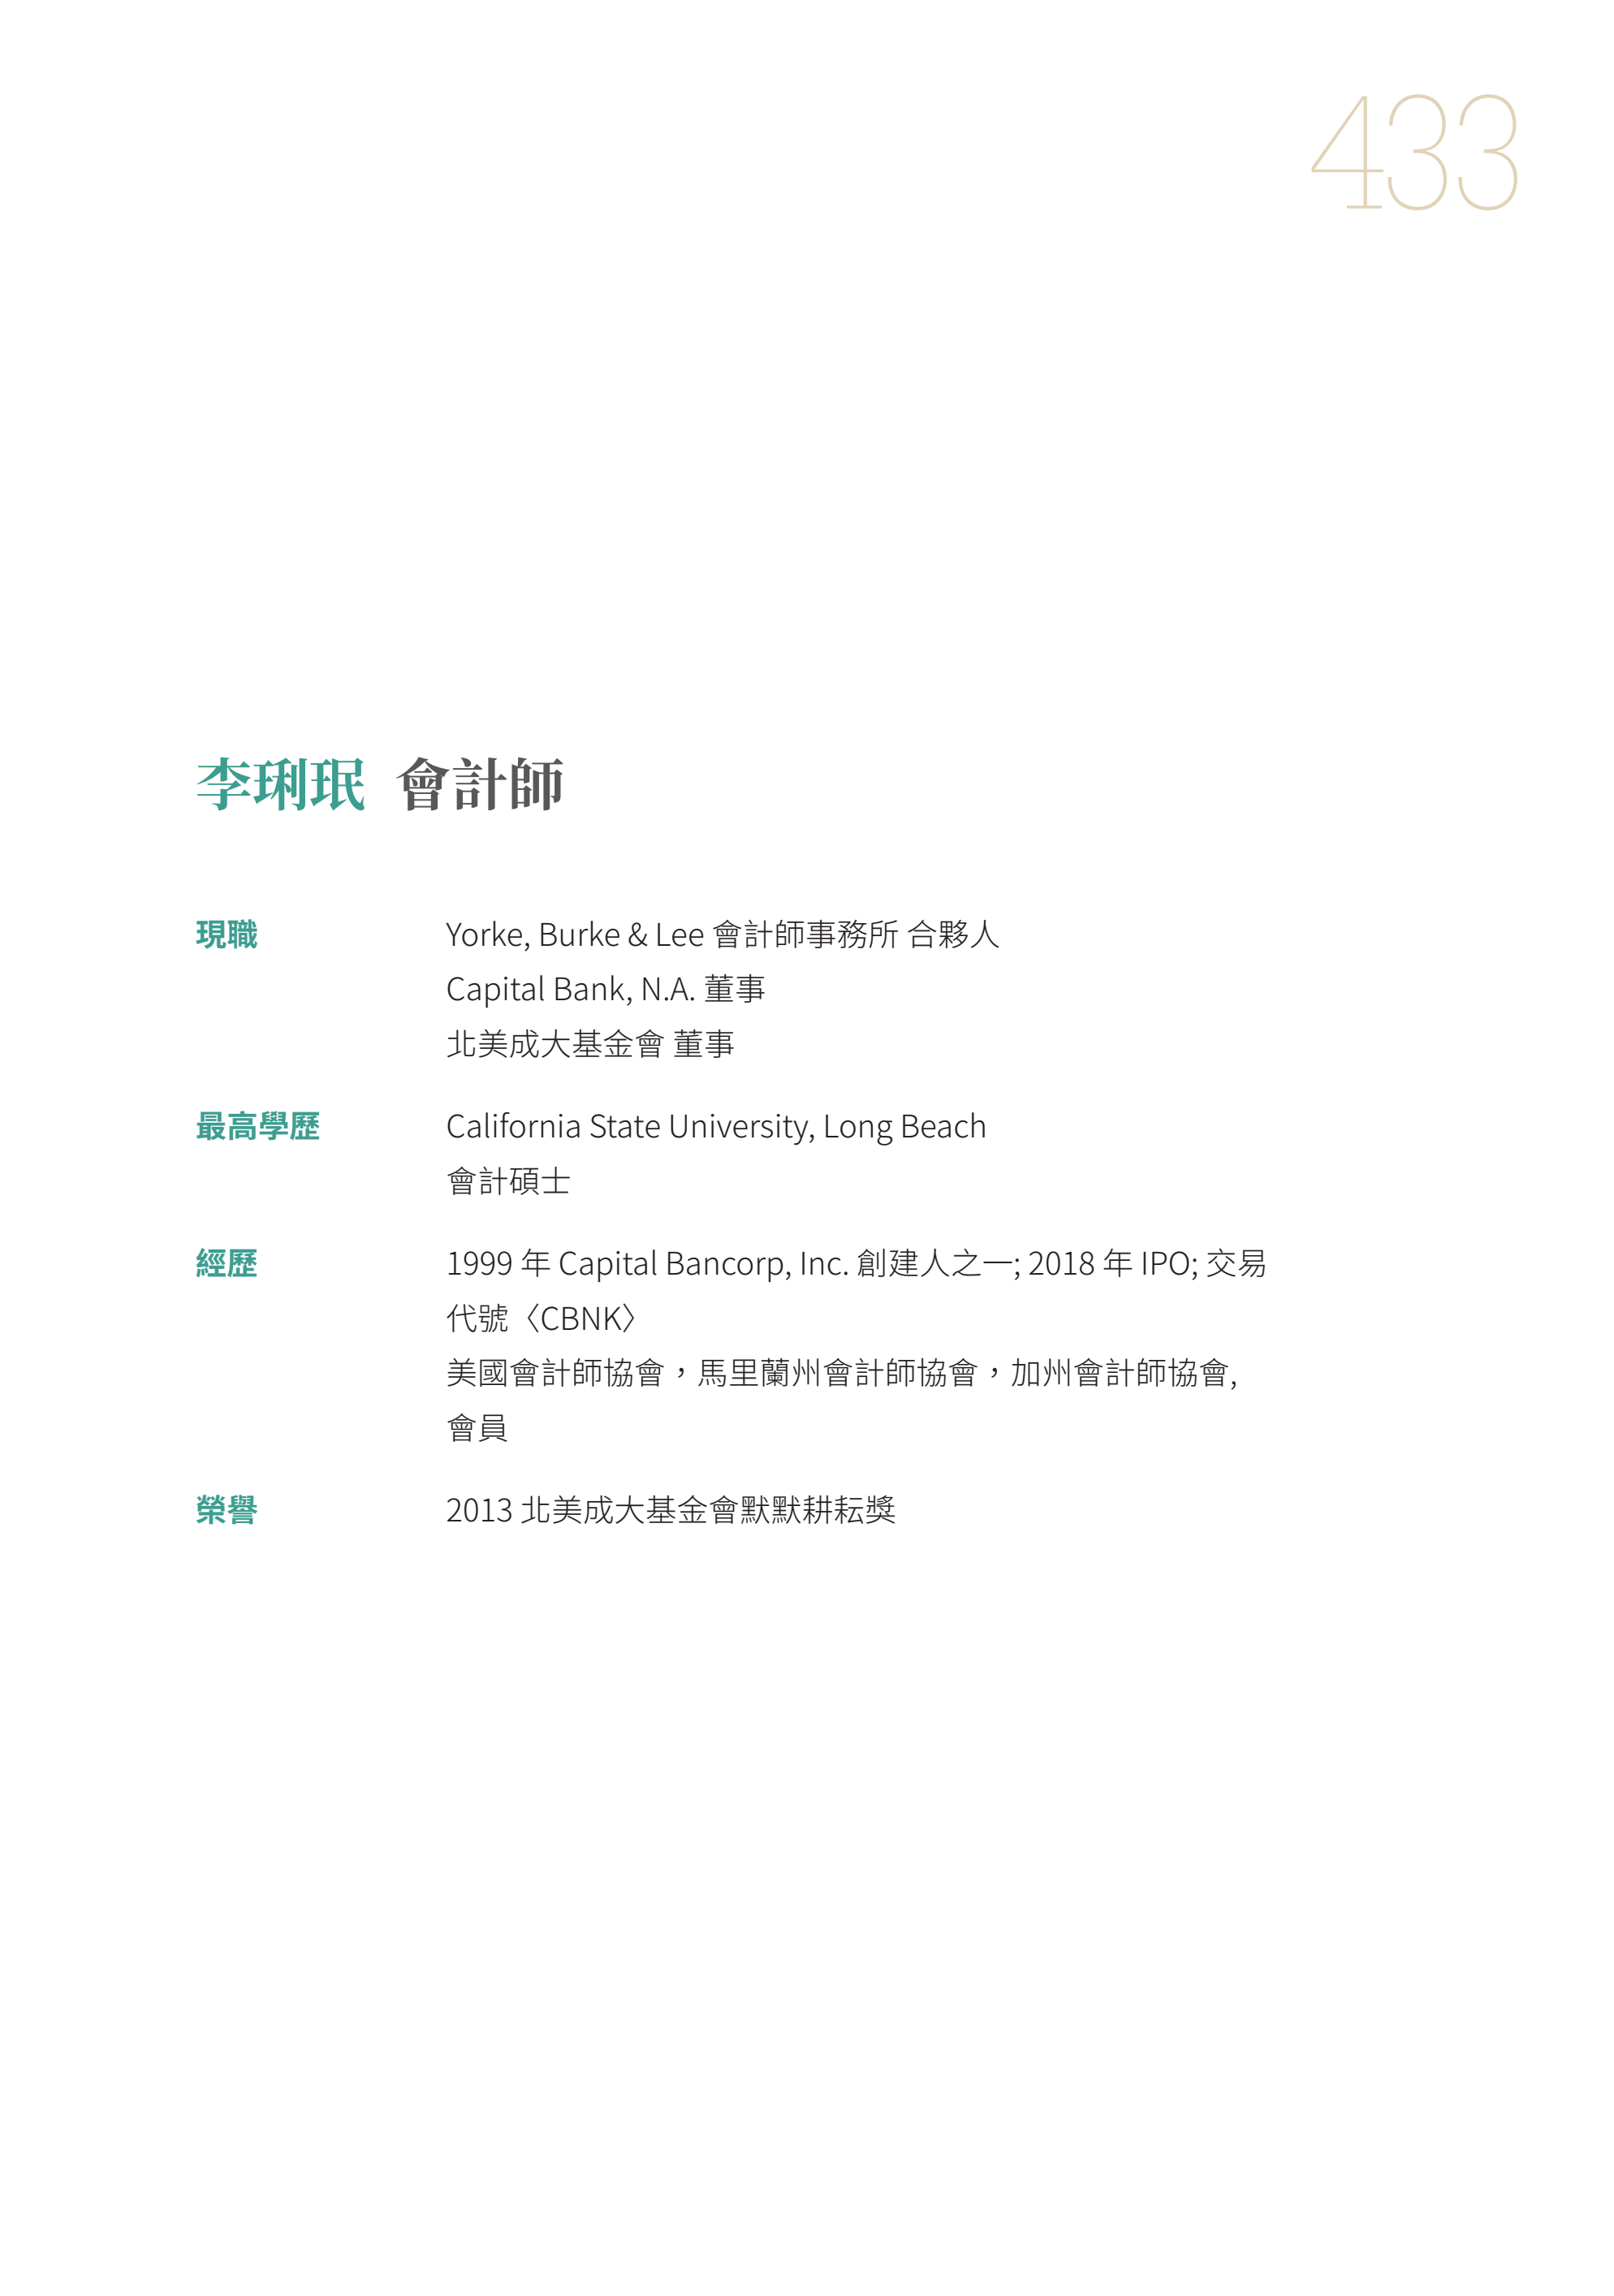 433
李琍珉 會計師
現職 Yorke, Burke & Lee 會計師事務所 合夥人
Capital Bank, N.A. 董事
北美成大基金會 董事
最高學歷 California State University, Long Beach
會計碩士
經歷 1999 年 Capital Bancorp, Inc. 創建人之一; 2018 年 IPO; 交易
代號〈CBNK〉
美國會計師協會，馬里蘭州會計師協會，加州會計師協會,
會員
榮譽 2013 北美成大基金會默默耕耘獎